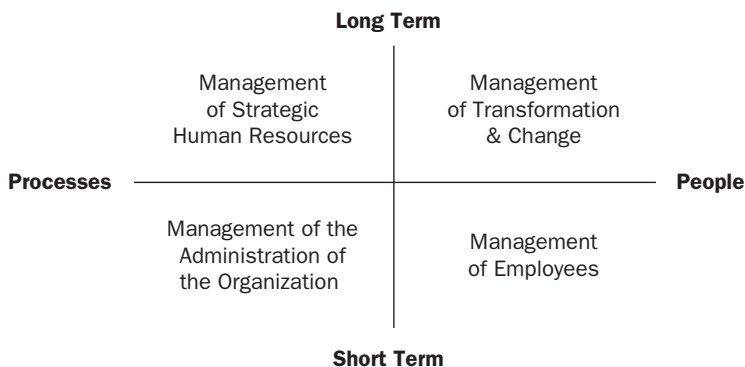 Long Term
Management
of Strategic
Human Resources
Management
of Transformation
& Change
Processes
People
Management of the
Administration of
the Organization
Management
of Employees
Short Term